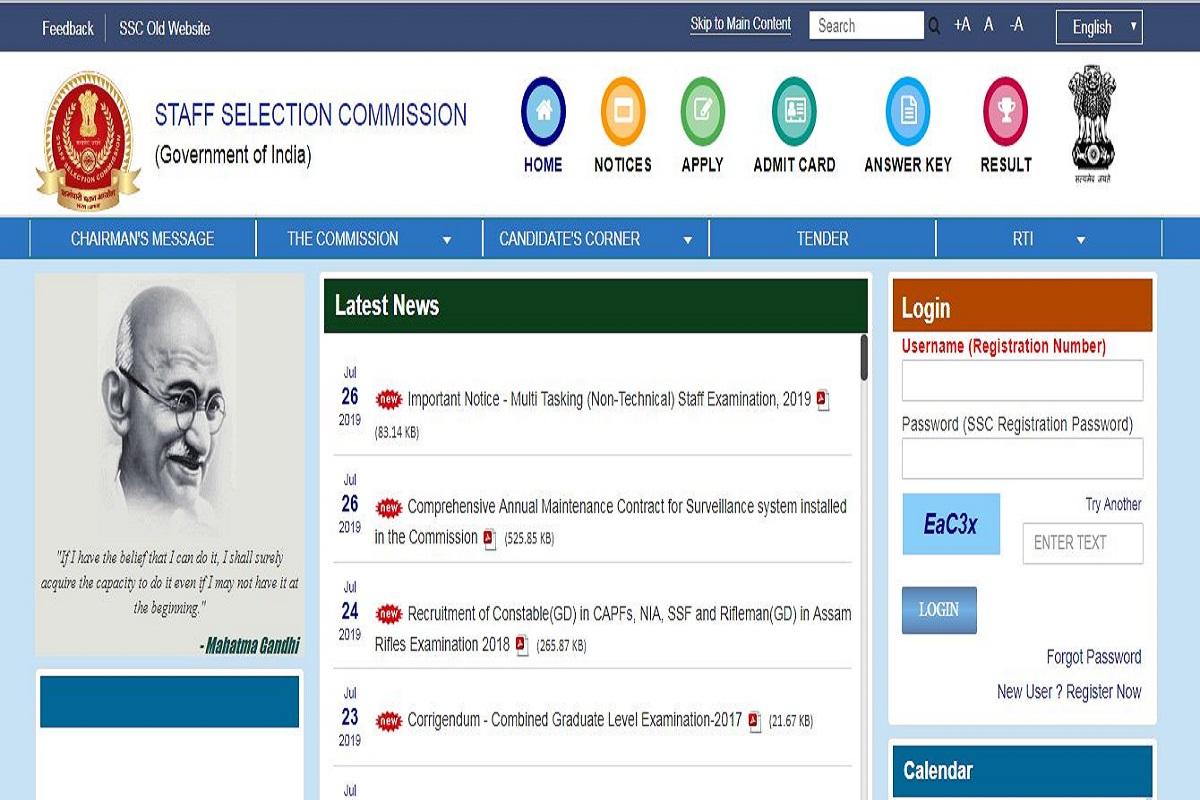 Feedback
SSC Old Website
Skip to Main Content
Search
+A A -A
English
STAFF SELECTION COMMISSION
(Government of India)
STAFF SELECTION COMMISSION
HOME
NOTICES
APPLY
ADMIT CARD
ANSWER KEY
RESULT
सत्यमेव जयते
CHAIRMAN'S MESSAGE
THE COMMISSION
CANDIDATE'S CORNER
TENDER
RTI
"If I have the belief that I can do it, I shall surely
acquire the capacity to do it even if I may not have it at
the beginning."
- Mahatma Gandhi
Latest News
Jul
26
2019
new Important Notice - Multi Tasking (Non-Technical) Staff Examination, 2019
(83.14 KB)
Jul
26
2019
new Comprehensive Annual Maintenance Contract for Surveillance system installed
in the Commission (525.85 KB)
Jul
24
2019
new Recruitment of Constable(GD) in CAPFs, NIA, SSF and Rifleman(GD) in Assam
Rifles Examination 2018 (265.87 KB)
Jul
23
2019
new Corrigendum - Combined Graduate Level Examination-2017 (21.67 KB)
Jul
Login
Username (Registration Number)
Password (SSC Registration Password)
EaC3x
Try Another
ENTER TEXT
LOGIN
Forgot Password
New User ? Register Now
Calendar